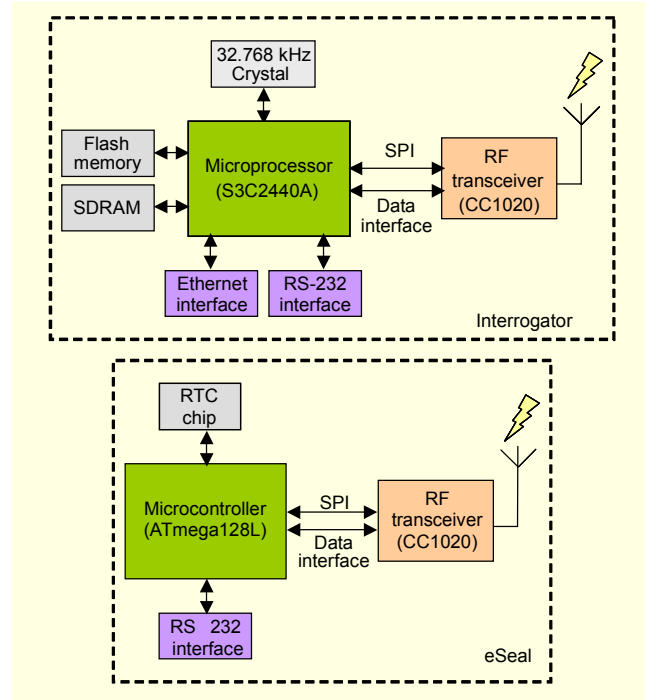 32.768 kHz
Crystal
Flash
memory
SDRAM
Microprocessor
(S3C2440A)
SPI
Data
interface
RF
transceiver
(CC1020)
Ethernet
interface
RS-232
interface
Interrogator
RTC
chip
Microcontroller
(ATmega128L)
SPI
Data
interface
RF
transceiver
(CC1020)
RS 232
interface
eSeal